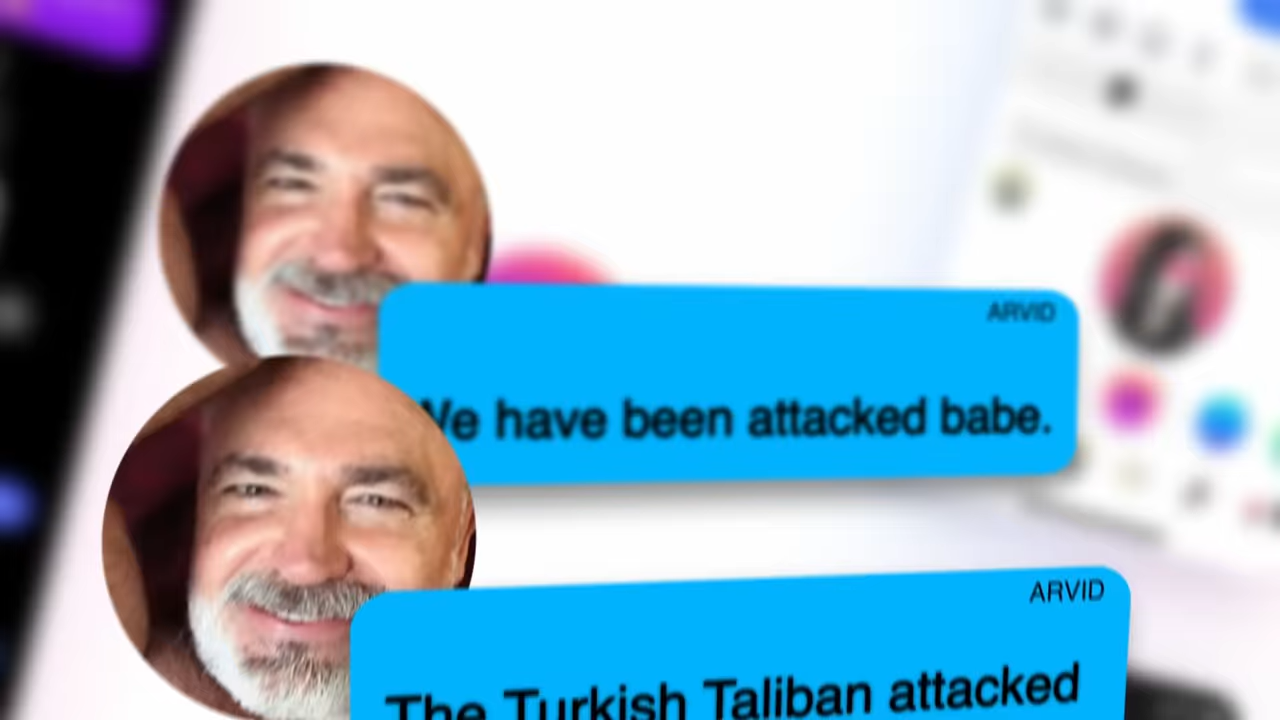 ARVID
We have been attacked babe.
ARVID
The Turkish Taliban attacked